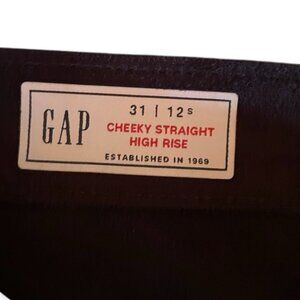 GAP
31 | 12s
CHEEKY STRAIGHT
HIGH RISE
ESTABLISHED IN 1969